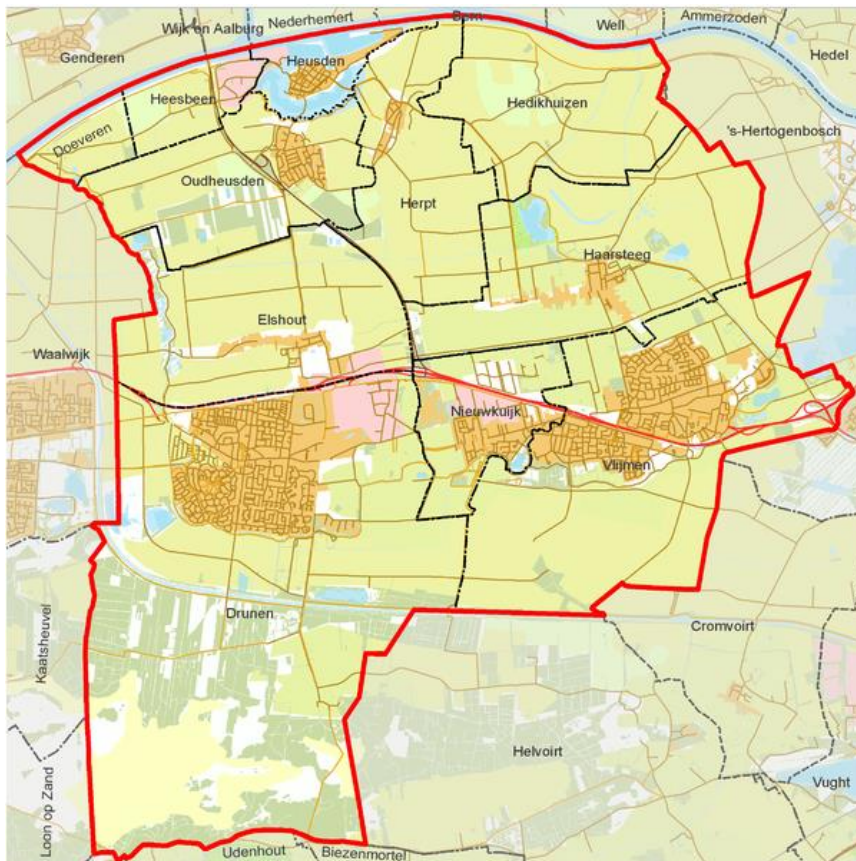 Nederhemert
Bern
Ammerzoden
Wijk en Aalburg
Well
Genderen
Heusden
Hedel
Heesbeen
Hedikhuizen
Doeveren
's-Hertogenbosch
Oudheusden
Herpt
Haarsteeg
Elshout
Waalwijk
Nieuwkuijk
Vlijmen
Drunen
Cromvoirt
Kaatsheuvel
Helvoirt
Vught
Loon op Zand
Udenhout
Biezenmortel